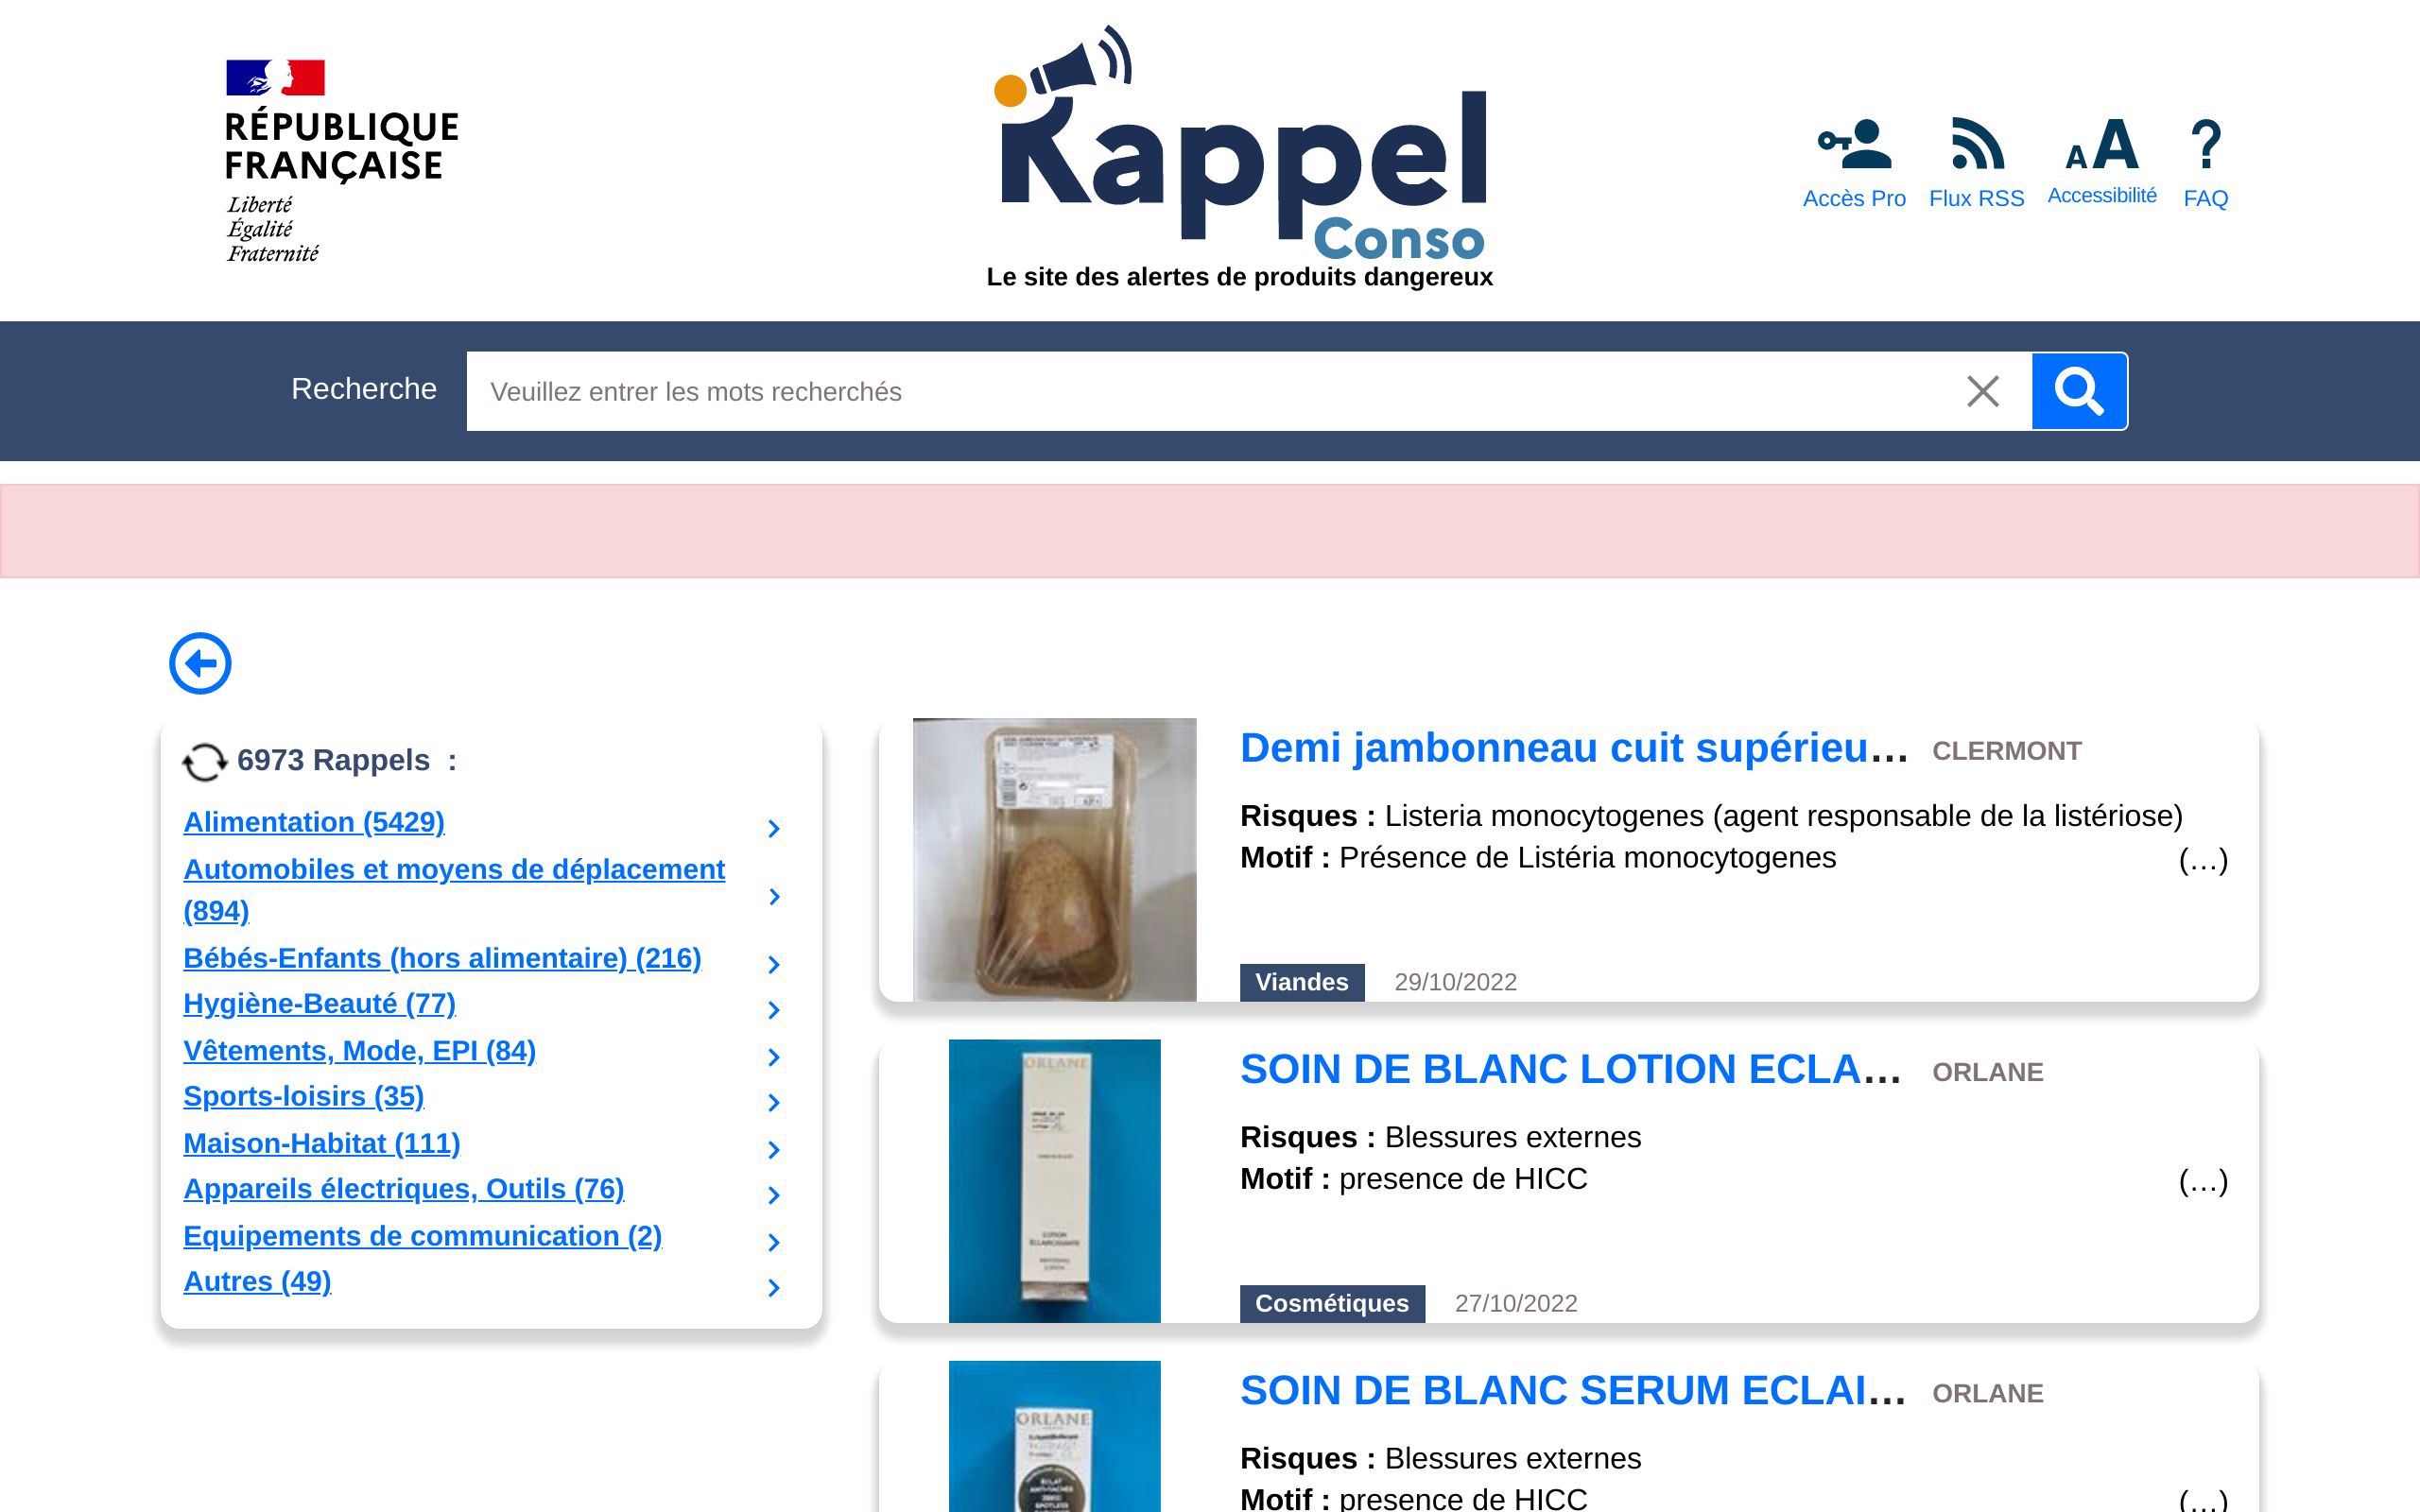 RÉPUBLIQUE
FRANÇAISE
Liberté
Égalité
Fraternité
Rappel
Conso
Le site des alertes de produits dangereux
Accès Pro
Flux RSS
AA
Accessibilité
?
FAQ
Recherche
Veuillez entrer les mots recherchés
6973 Rappels :
Alimentation (5429)
Automobiles et moyens de déplacement
(894)
Bébés-Enfants (hors alimentaire) (216)
Hygiène-Beauté (77)
Vêtements, Mode, EPI (84)
Sports-loisirs (35)
Maison-Habitat (111)
Appareils électriques, Outils (76)
Equipements de communication (2)
Autres (49)
Demi jambonneau cuit supérieu... CLERMONT
Risques : Listeria monocytogenes (agent responsable de la listériose)
Motif : Présence de Listéria monocytogenes (...)
Viandes 29/10/2022
ORLANE
LOTION
ÉCLAIRCISSANTE
SOIN DE BLANC LOTION ECLA... ORLANE
Risques : Blessures externes
Motif : presence de HICC (...)
Cosmétiques 27/10/2022
ORLANE
SOIN DE BLANC SERUM ECLAI... ORLANE
Risques : Blessures externes
Motif : presence de HICC (...)